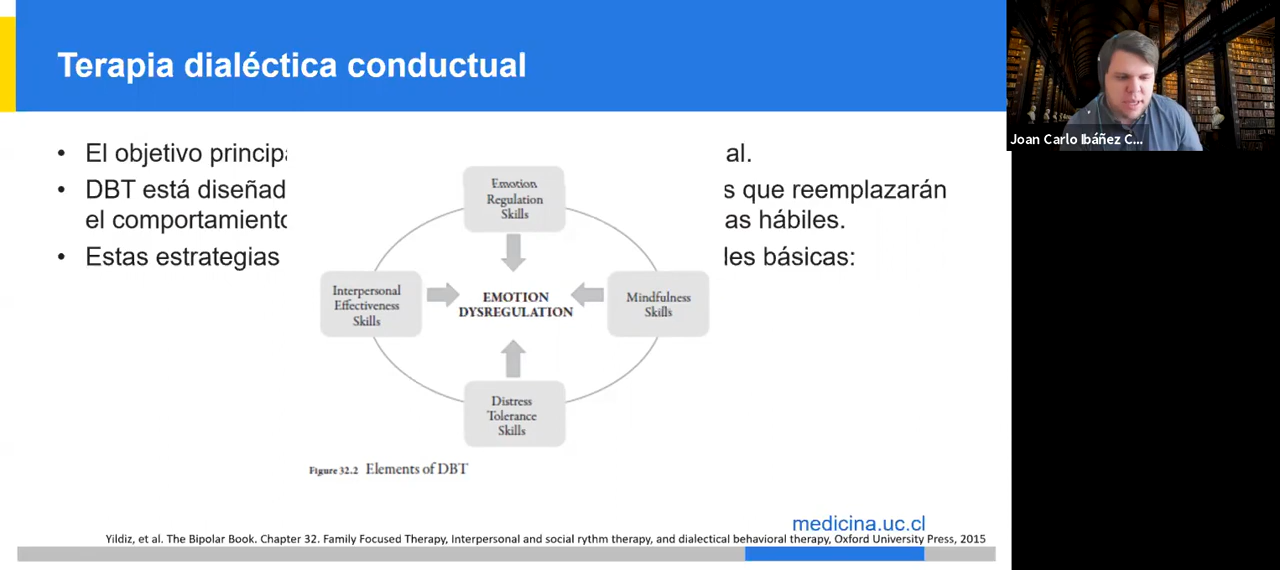 Terapia dialéctica conductual
Joan Carlo Ibáñez C...
• El objetivo principa al.
• DBT está diseñad s que reemplazarán
el comportamiento as hábiles.
• Estas estrategias les básicas:
Emotion
Regulation
Skills
Interpersonal
Effectiveness
Skills
EMOTION
DYSREGULATION
Mindfulness
Skills
Distress
Tolerance
Skills
Figure 32.2 Elements of DBT
medicina.uc.cl
Yildiz, et al. The Bipolar Book. Chapter 32. Family Focused Therapy, Interpersonal and social rythm therapy, and dialectical behavioral therapy, Oxford University Press, 2015